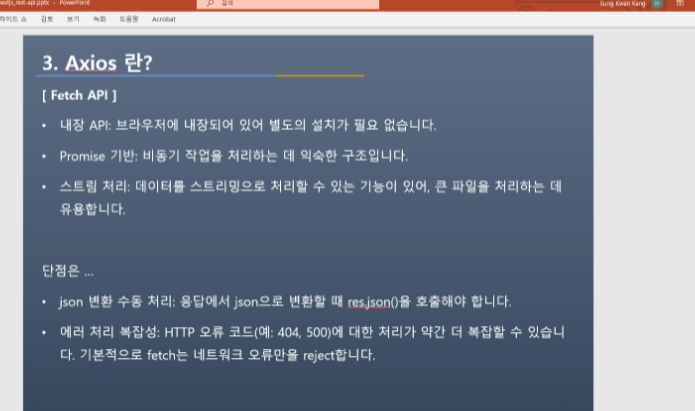 PowerPoint
검색
Sung Kwan Kang
SK
검토 보기 녹화 도움말 Acrobat
3. Axios 란?
[ Fetch API ]
• 내장 API: 브라우저에 내장되어 있어 별도의 설치가 필요 없습니다.
• Promise 기반: 비동기 작업을 처리하는 데 익숙한 구조입니다.
• 스트림 처리: 데이터를 스트리밍으로 처리할 수 있는 기능이 있어, 큰 파일을 처리하는 데
유용합니다.
단점은 ...
• json 변환 수동 처리: 응답에서 json으로 변환할 때 res.json()을 호출해야 합니다.
• 에러 처리 복잡성: HTTP 오류 코드(예: 404, 500)에 대한 처리가 약간 더 복잡할 수 있습니
다. 기본적으로 fetch는 네트워크 오류만을 reject합니다.